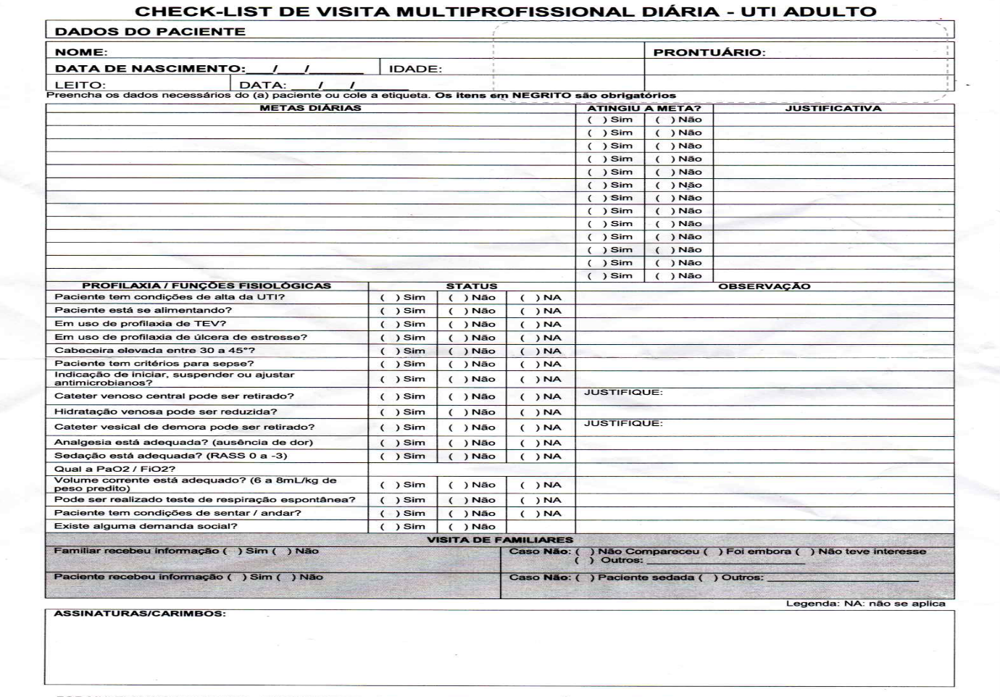 CHECK-LIST DE VISITA MULTIPROFISSIONAL DIÁRIA - UTI ADULTO
DADOS DO PACIENTE
NOME: PRONTUÁRIO:
DATA DE NASCIMENTO:___/___/______ IDADE:
LEITO: DATA: ___/___/______
Preencha os dados necessários do (a) paciente ou cole a etiqueta. Os itens em NEGRITO são obrigatórios
METAS DIÁRIAS ATINGIU A META? JUSTIFICATIVA
( ) Sim ( ) Não
( ) Sim ( ) Não
( ) Sim ( ) Não
( ) Sim ( ) Não
( ) Sim ( ) Não
( ) Sim ( ) Não
( ) Sim ( ) Não
( ) Sim ( ) Não
( ) Sim ( ) Não
( ) Sim ( ) Não
( ) Sim ( ) Não
( ) Sim ( ) Não
( ) Sim ( ) Não
PROFILAXIA / FUNÇÕES FISIOLÓGICAS STATUS OBSERVAÇÃO
Paciente tem condições de alta da UTI? ( ) Sim ( ) Não ( ) NA
Paciente está se alimentando? ( ) Sim ( ) Não ( ) NA
Em uso de profilaxia de TEV? ( ) Sim ( ) Não ( ) NA
Em uso de profilaxia de úlcera de estresse? ( ) Sim ( ) Não ( ) NA
Cabeceira elevada entre 30 a 45°? ( ) Sim ( ) Não ( ) NA
Paciente tem critérios para sepse? ( ) Sim ( ) Não ( ) NA
Indicação de iniciar, suspender ou ajustar
antimicrobianos? ( ) Sim ( ) Não ( ) NA
Cateter venoso central pode ser retirado? ( ) Sim ( ) Não ( ) NA JUSTIFIQUE:
Hidratação venosa pode ser reduzida? ( ) Sim ( ) Não ( ) NA
Cateter vesical de demora pode ser retirado? ( ) Sim ( ) Não ( ) NA JUSTIFIQUE:
Analgesia está adequada? (ausência de dor) ( ) Sim ( ) Não ( ) NA
Sedação está adequada? (RASS 0 a -3) ( ) Sim ( ) Não ( ) NA
Qual a PaO2 / FiO2?
Volume corrente está adequado? (6 a 8mL/kg de
peso predito) ( ) Sim ( ) Não ( ) NA
Pode ser realizado teste de respiração espontânea? ( ) Sim ( ) Não ( ) NA
Paciente tem condições de sentar / andar? ( ) Sim ( ) Não ( ) NA
Existe alguma demanda social? ( ) Sim ( ) Não
VISITA DE FAMILIARES
Familiar recebeu informação ( ) Sim ( ) Não Caso Não: ( ) Não Compareceu ( ) Foi embora ( ) Não teve interesse
( ) Outros: ______________________
Paciente recebeu informação ( ) Sim ( ) Não Caso Não: ( ) Paciente sedada ( ) Outros: ______________________
Legenda: NA: não se aplica
ASSINATURAS/CARIMBOS: